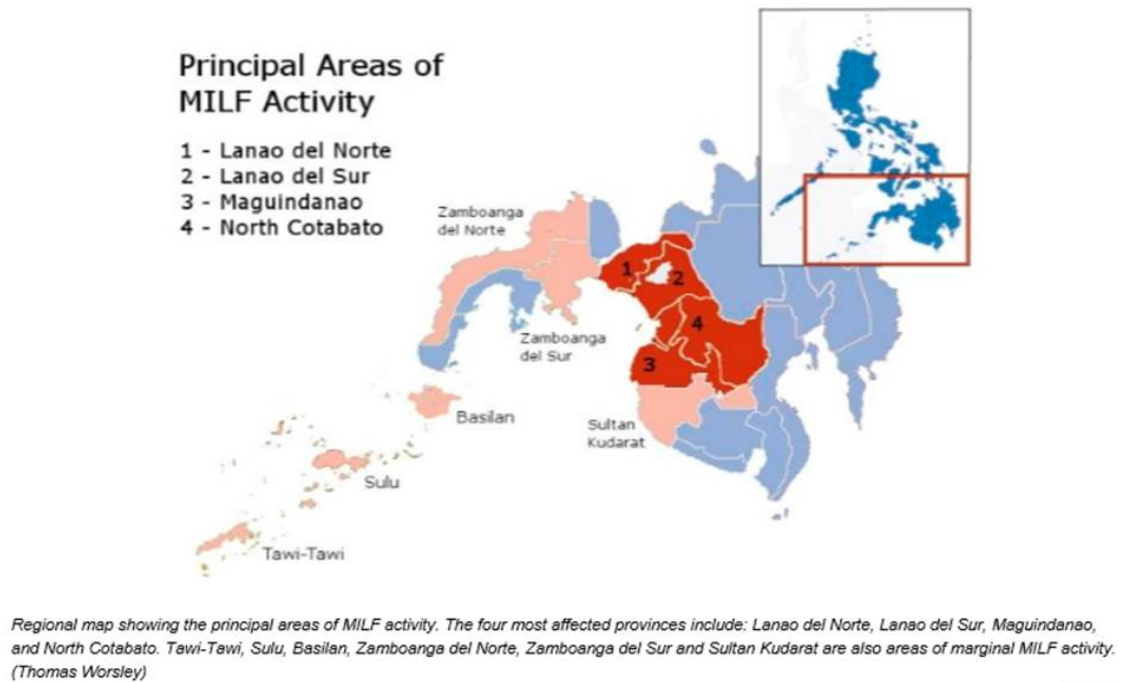 Principal Areas of
MILF Activity
1 - Lanao del Norte
2 - Lanao del Sur
3 - Maguindanao
4 - North Cotabato
Zamboanga
del Norte
1
2
4
Zamboanga
del Sur
3
Basilan
Sultan
Kudarat
Sulu
Tawi-Tawi
Regional map showing the principal areas of MILF activity. The four most affected provinces include: Lanao del Norte, Lanao del Sur, Maguindanao,
and North Cotabato. Tawi-Tawi, Sulu, Basilan, Zamboanga del Norte, Zamboanga del Sur and Sultan Kudarat are also areas of marginal MILF activity.
(Thomas Worsley)